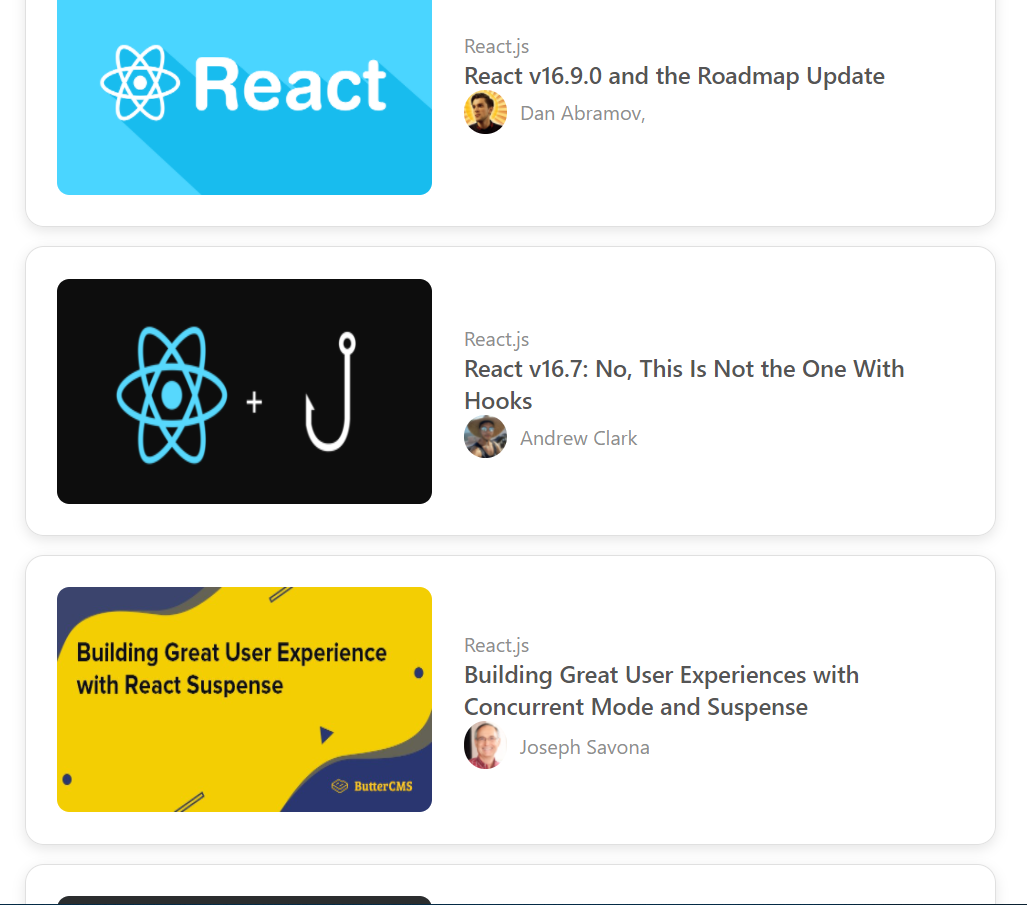 React
React.js
React v16.9.0 and the Roadmap Update
Dan Abramov,
+
React.js
React v16.7: No, This Is Not the One With
Hooks
Andrew Clark
Building Great User Experience
with React Suspense
ButterCMS
React.js
Building Great User Experiences with
Concurrent Mode and Suspense
Joseph Savona